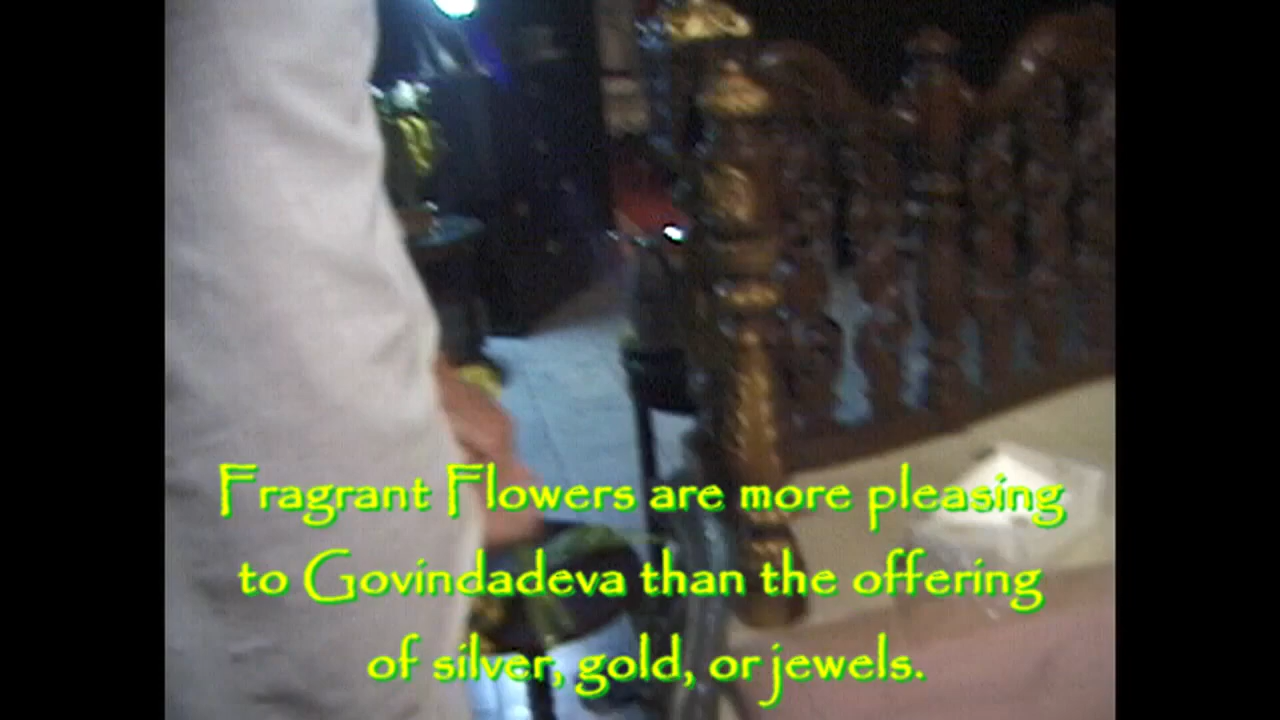 Fragrant Flowers are more pleasing
to Govindadeva than the offering
of silver, gold, or jewels.